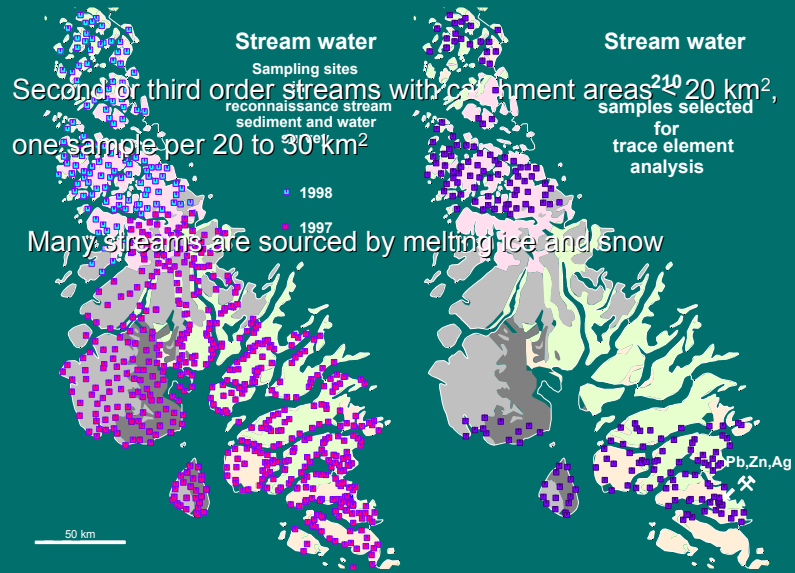 Stream water
Sampling sites
reconnaissance stream
sediment and water
1998
1997
Stream water
210
samples selected
for
trace element
analysis
Second or third order streams with catchment areas < 20 km²,
one sample per 20 to 30 km²
Many streams are sourced by melting ice and snow
Pb,Zn,Ag
50 km